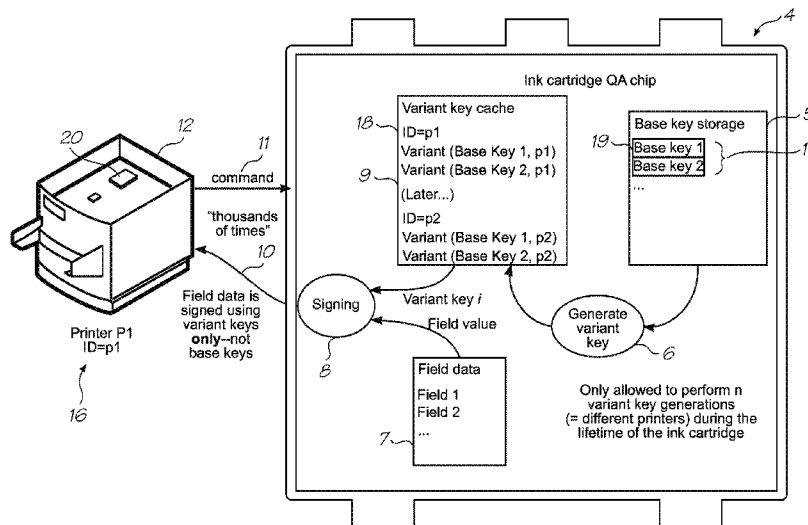 4
Ink cartridge QA chip
20
12
11
command
"thousands
of times"
10
Field data is
signed using
variant keys
only--not
base keys
Printer P1
ID=p1
16
18
9
Variant key cache
ID=p1
Variant (Base Key 1, p1)
Variant (Base Key 2, p1)
(Later...)
ID=p2
Variant (Base Key 1, p2)
Variant (Base Key 2, p2)
Base key storage
19
Base key 1
Base key 2
...
Signing
8
Variant key i
Field value
Generate
variant
key
6
Field data
Field 1
Field 2
...
7
Only allowed to perform n
variant key generations
(= different printers) during the
lifetime of the ink cartridge